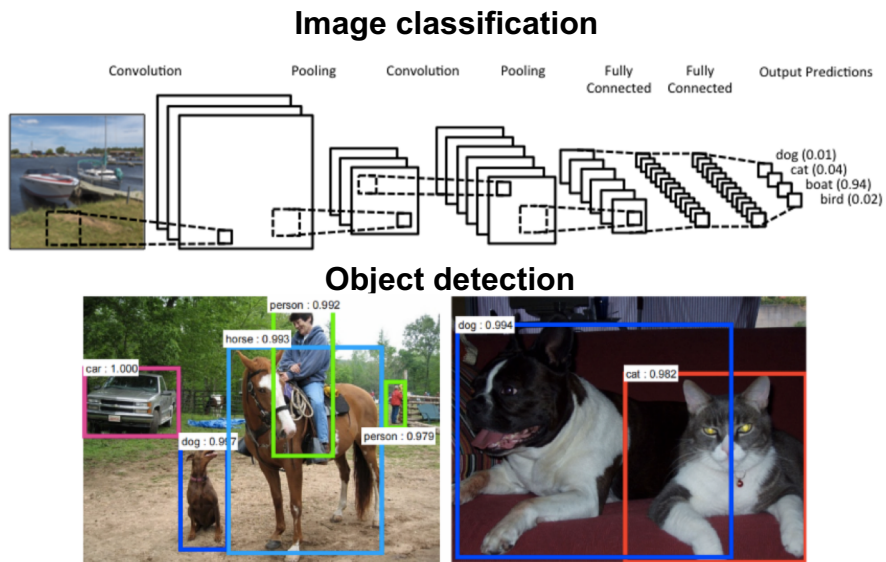 Image classification
Convolution
Pooling
Convolution
Pooling
Fully
Connected
Fully
Connected
Output Predictions
dog (0.01)
cat (0.04)
boat (0.94)
bird (0.02)
Object detection
person : 0.992
horse : 0.993
car : 1.000
dog : 0.997
person : 0.979
dog : 0.994
cat : 0.982